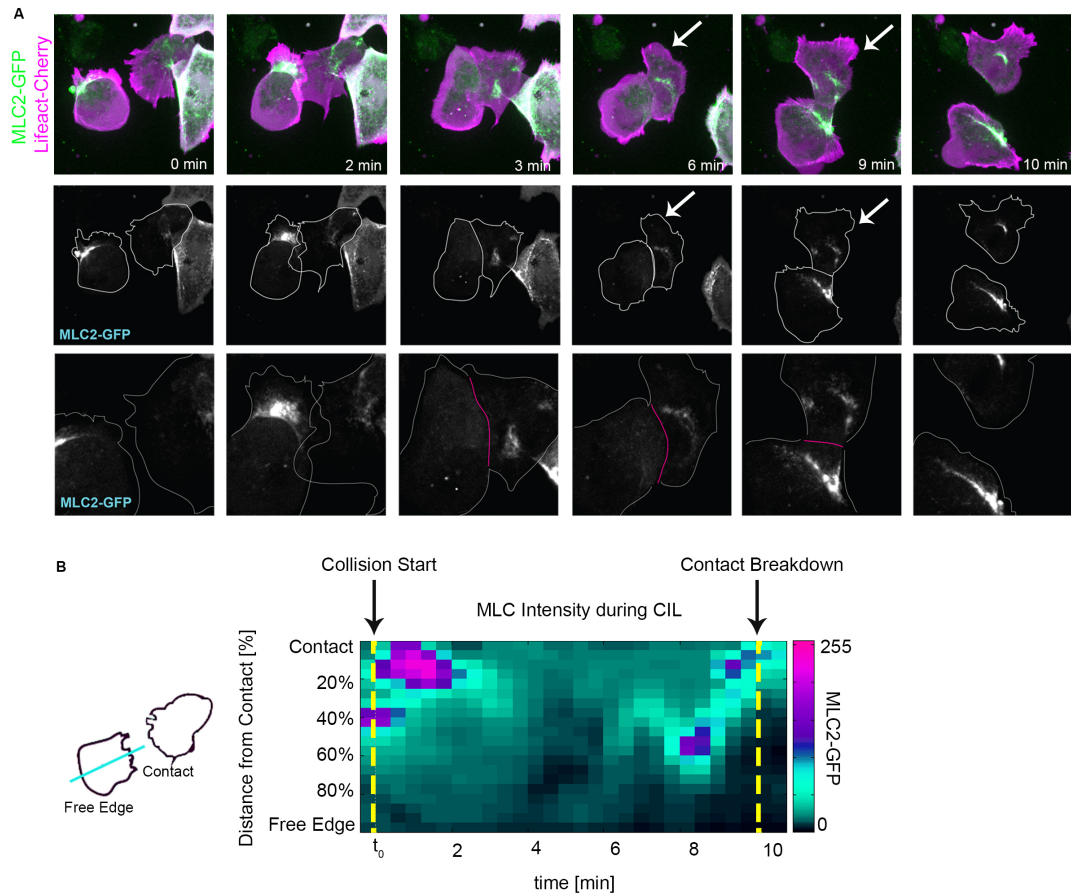 A
MLC2-GFP
Lifeact-Cherry
0 min
2 min
3 min
6 min
9 min
10 min
MLC2-GFP
MLC2-GFP
B
Collision Start
Contact Breakdown
MLC Intensity during CIL
Distance from Contact [%]
Contact
20%
40%
60%
80%
Free Edge
t0
2
4
6
8
10
time [min]
255
0
MLC2-GFP
Contact
Free Edge